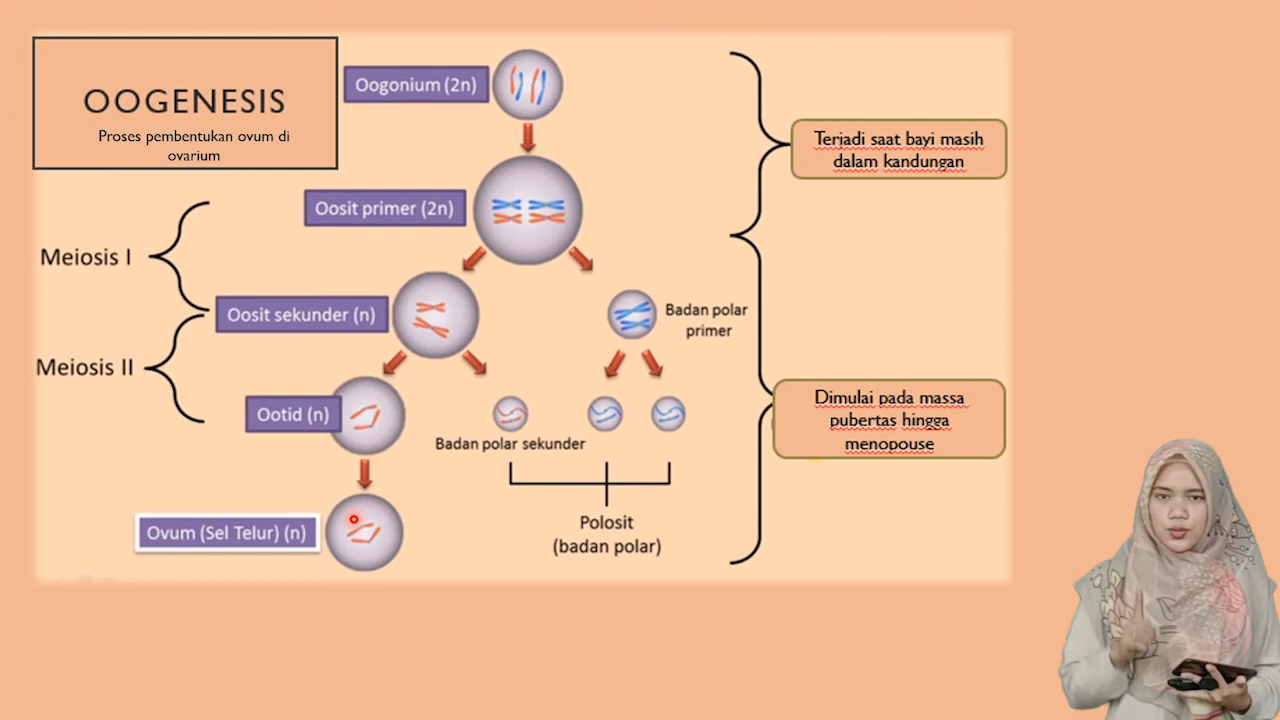 OOGENESIS
Proses pembentukan ovum di
ovarium
Oogonium (2n)
Terjadi saat bayi masih
dalam kandungan
Oosit primer (2n)
Meiosis I
Oosit sekunder (n)
Badan polar
primer
Meiosis II
Ootid (n)
Badan polar sekunder
Dimulai pada massa
pubertas hingga
menopouse
Ovum (Sel Telur) (n)
Polosit
(badan polar)